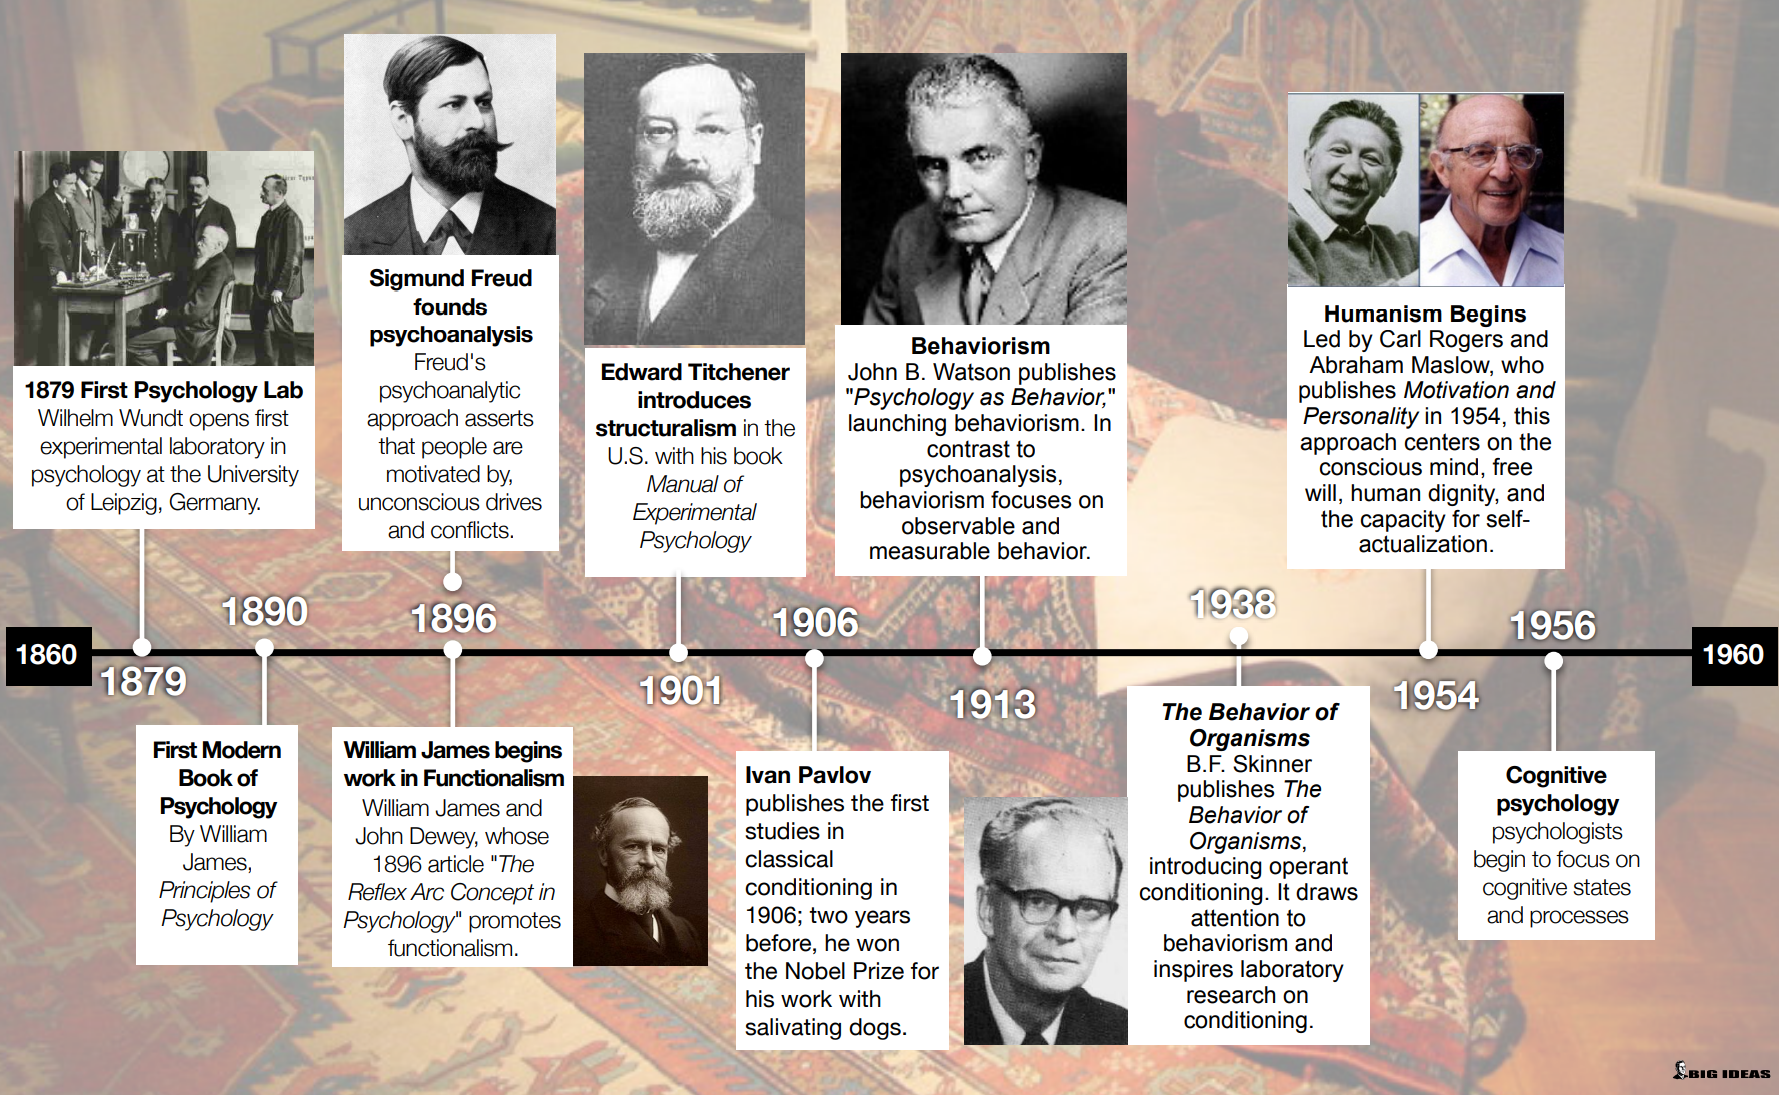 1879 First Psychology Lab
Wilhelm Wundt opens first
experimental laboratory in
psychology at the University
of Leipzig, Germany.
Sigmund Freud
founds
psychoanalysis
Freud's
psychoanalytic
approach asserts
that people are
motivated by,
unconscious drives
and conflicts.
Edward Titchener
introduces
structuralism in the
U.S. with his book
Manual of
Experimental
Psychology
Behaviorism
John B. Watson publishes
"Psychology as Behavior,"
launching behaviorism. In
contrast to
psychoanalysis,
behaviorism focuses on
observable and
measurable behavior.
Humanism Begins
Led by Carl Rogers and
Abraham Maslow, who
publishes Motivation and
Personality in 1954, this
approach centers on the
conscious mind, free
will, human dignity, and
the capacity for self-
actualization.
1860
1879
1890
1896
1901
1906
1913
1938
1954
1956
1960
First Modern
Book of
Psychology
By William
James,
Principles of
Psychology
William James begins
work in Functionalism
William James and
John Dewey, whose
1896 article "The
Reflex Arc Concept in
Psychology" promotes
functionalism.
Ivan Pavlov
publishes the first
studies in
classical
conditioning in
1906; two years
before, he won
the Nobel Prize for
his work with
salivating dogs.
The Behavior of
Organisms
B.F. Skinner
publishes The
Behavior of
Organisms,
introducing operant
conditioning. It draws
attention to
behaviorism and
inspires laboratory
research on
conditioning.
Cognitive
psychology
psychologists
begin to focus on
cognitive states
and processes
BIG IDEAS